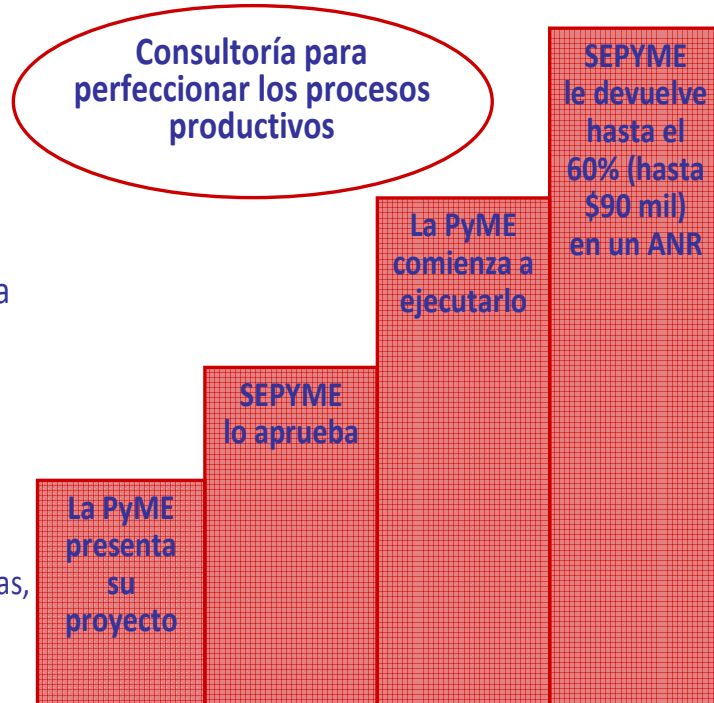 Consultoría para
perfeccionar los procesos
productivos
SEPYME
le devuelve
hasta el
60% (hasta
$90 mil)
en un ANR
La PyME
comienza a
ejecutarlo
a
SEPYME
lo aprueba
La PyME
presenta
su
proyecto
as,